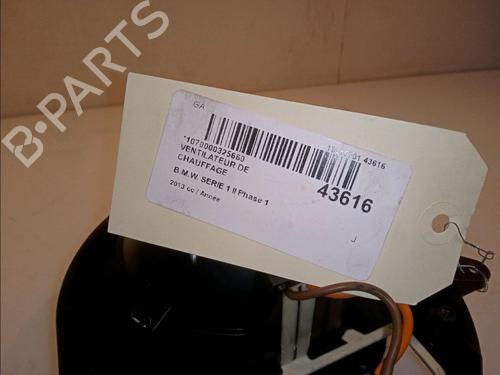 B-PARTS
GA
43616
*1070000325660
VENTILATEUR DE
CHAUFFAGE
43616
B.M.W. SERIE 1 II Phase 1
2013 cc / Année